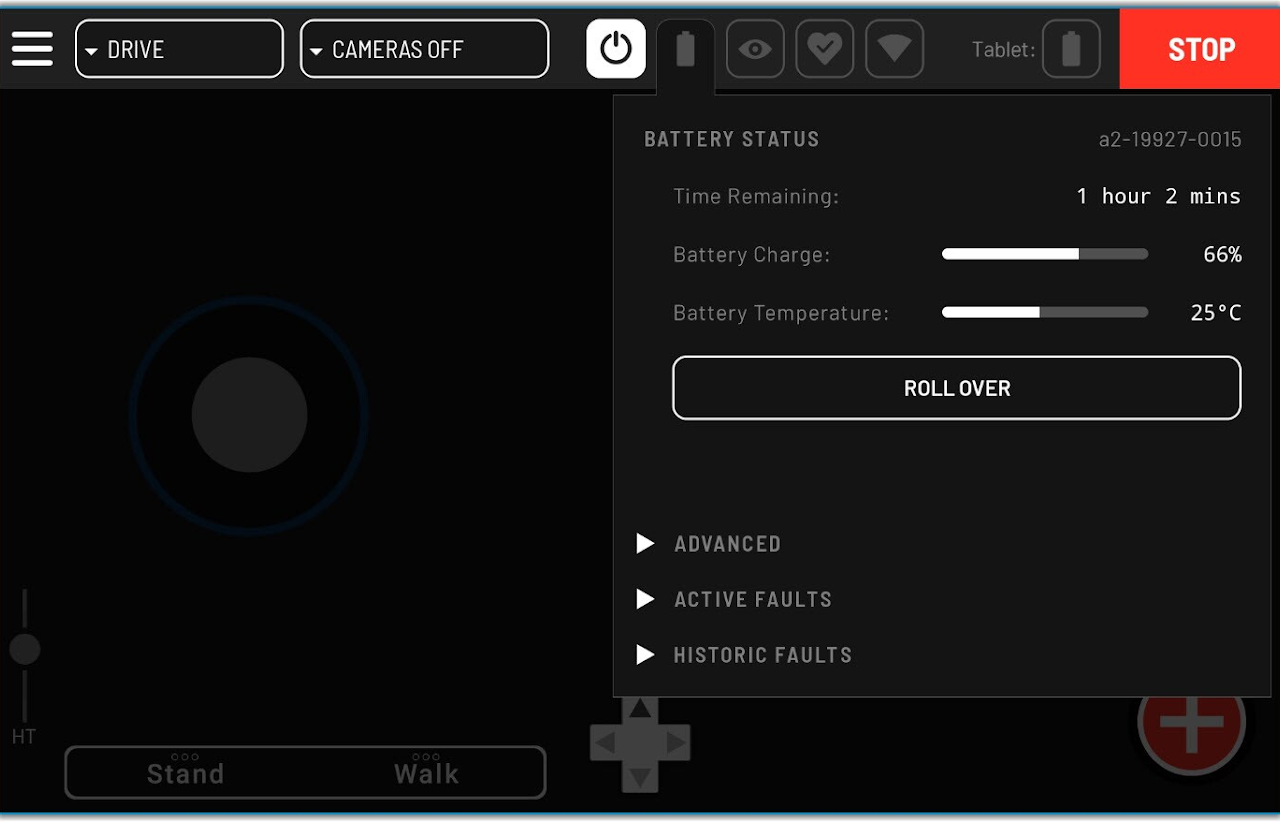 DRIVE
CAMERAS OFF
Tablet:
STOP
BATTERY STATUS
a2-19927-0015
Time Remaining:
1 hour 2 mins
Battery Charge:
66%
Battery Temperature:
25°C
ROLL OVER
ADVANCED
ACTIVE FAULTS
HISTORIC FAULTS
HT
Stand
Walk